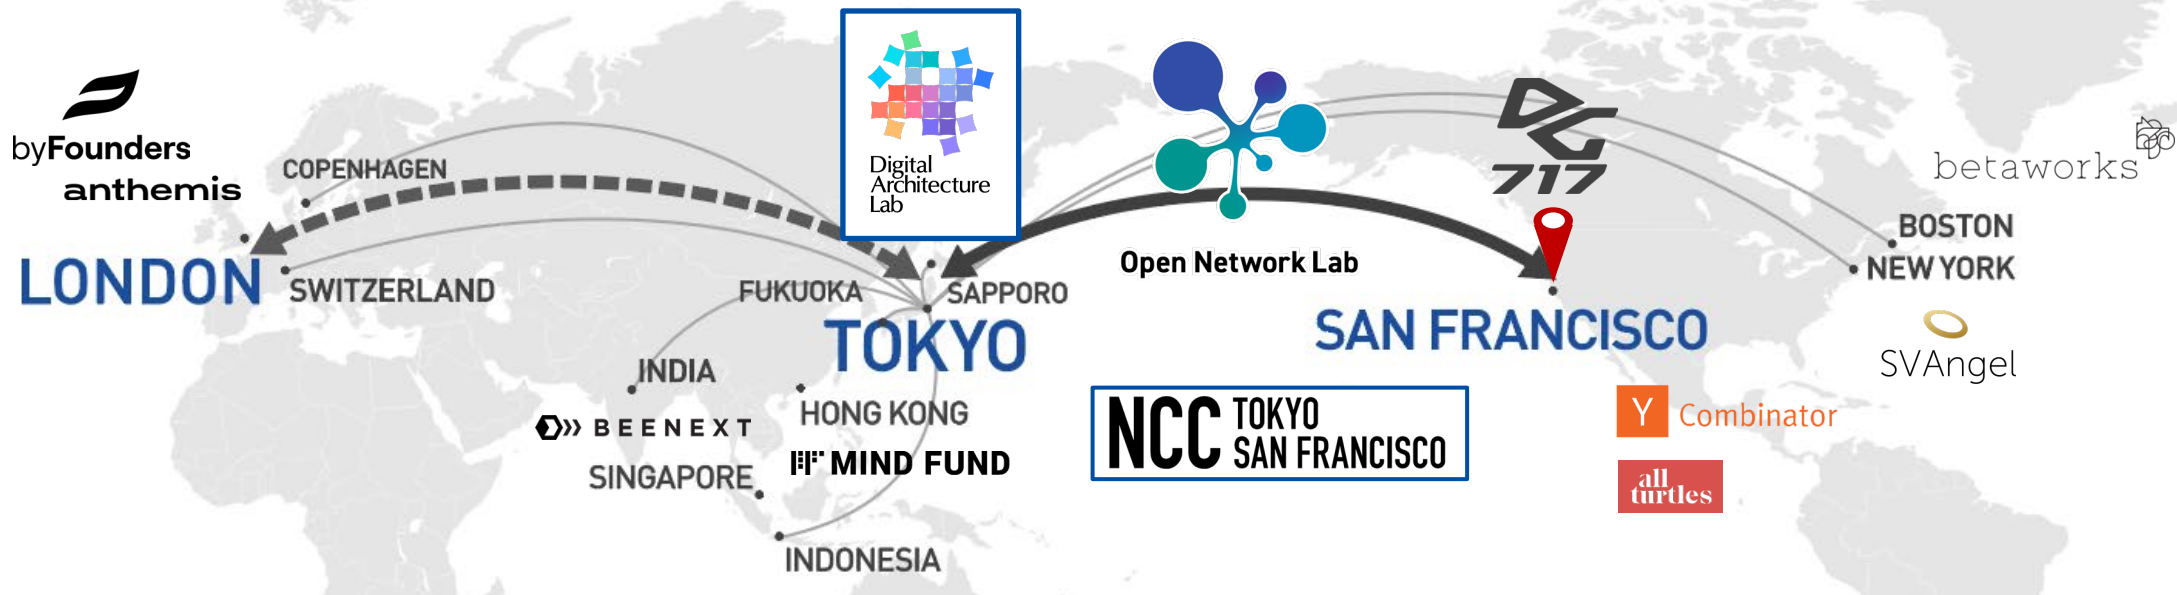 byFounders
anthemis
COPENHAGEN
LONDON
SWITZERLAND
Digital
Architecture
Lab
FUKUOKA
SAPPORO
TOKYO
INDIA
BEENEXT
SINGAPORE
HONG KONG
MIND FUND
INDONESIA
Open Network Lab
NCC TOKYO
SAN FRANCISCO
DG
717
SAN FRANCISCO
Y Combinator
all
turtles
betaworks
BOSTON
NEW YORK
SVAngel